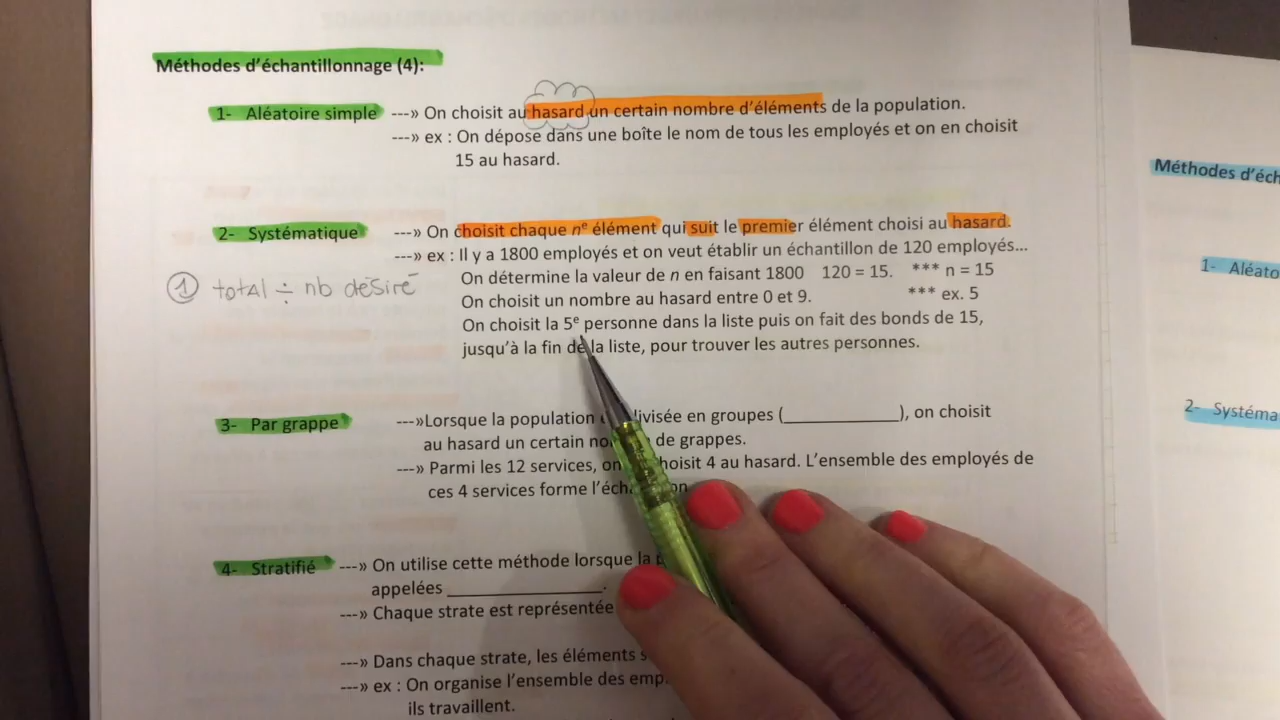 Méthodes d'échantillonnage (4):
1- Aléatoire simple ---» On choisit au hasard un certain nombre d'éléments de la population.
---» ex : On dépose dans une boîte le nom de tous les employés et on en choisit
15 au hasard.
2- Systématique ---» On choisit chaque nᵉ élément qui suit le premier élément choisi au hasard.
---» ex : Il y a 1800 employés et on veut établir un échantillon de 120 employés...
① total ÷ nb désiré
On détermine la valeur de n en faisant 1800 120 = 15. *** n = 15
On choisit un nombre au hasard entre 0 et 9. *** ex. 5
On choisit la 5ᵉ personne dans la liste puis on fait des bonds de 15,
jusqu'à la fin de la liste, pour trouver les autres personnes.
3- Par grappe ---»Lorsque la population divisée en groupes (____________), on choisit
au hasard un certain de grappes.
---» Parmi les 12 services, on choisit 4 au hasard. L'ensemble des employés de
ces 4 services forme
4- Stratifié ---» On utilise cette méthode lorsque la
appelées ________________.
---» Chaque strate est représentée
---» Dans chaque strate, les éléments
---» ex : On organise l'ensemble des
ils travaillent.
Méthodes
1-
2-